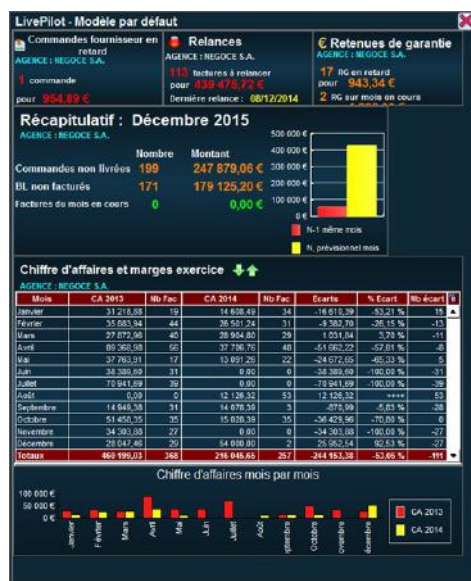 LivePilot - Modèle par défaut
Commandes fournisseur en retard
AGENCE : NEGOCE S.A.
1 commande
pour 954,89 €
Relances
AGENCE : NEGOCE S.A.
113 factures à relancer
pour 439 475,72 €
Dernière relance : 08/12/2014
€ Retenues de garantie
AGENCE : NEGOCE S.A.
17 RG en retard
pour 943,34 €
2 RG sur mois en cours
Récapitulatif : Décembre 2015
AGENCE : NEGOCE S.A.
Nombre Montant
Commandes non livrées 199 247 879,06 €
BL non facturés 171 179 125,20 €
Factures du mois en cours 0 0,00 €
500 000 €
400 000 €
300 000 €
200 000 €
100 000 €
0 €
N-1 même mois
N, prévisionnel mois
Chiffre d'affaires et marges exercice
AGENCE : NEGOCE S.A.
Mois CA 2013 Nb Fac CA 2014 Nb Fac Ecarts % Ecart Nb écart
Janvier 31 218,88 19 14 608,49 34 -16 610,39 -53,21 % 15
Février 35 883,94 44 26 501,24 31 -9 382,70 -26,15 % -13
Mars 27 872,96 40 28 904,80 29 1 031,84 3,70 % -11
Avril 89 368,98 56 37 706,76 48 -51 662,22 -57,81 % -8
Mai 37 763,91 17 13 091,26 22 -24 672,65 -65,33 % 5
Juin 38 389,60 31 0,00 0 -38 389,60 -100,00 % -31
Juillet 70 941,69 39 0,00 0 -70 941,69 -100,00 % -39
Août 0,00 0 12 126,32 53 12 126,32 ++++ 53
Septembre 14 949,38 31 14 078,39 3 -870,99 -5,83 % -28
Octobre 51 458,35 35 15 028,39 35 -36 429,96 -70,80 % 0
Novembre 34 303,88 27 0,00 0 -34 303,88 -100,00 % -27
Décembre 28 047,46 29 54 000,00 2 25 952,54 92,53 % -27
Totaux 460 199,03 368 216 045,65 257 -244 153,38 -53,05 % -111
Chiffre d'affaires mois par mois
100 000 €
50 000 €
0 €
Janvier
Février
Mars
Avril
Mai
Juin
Juillet
Août
eptembre
Octobre
ovembre
écembre
CA 2013
CA 2014